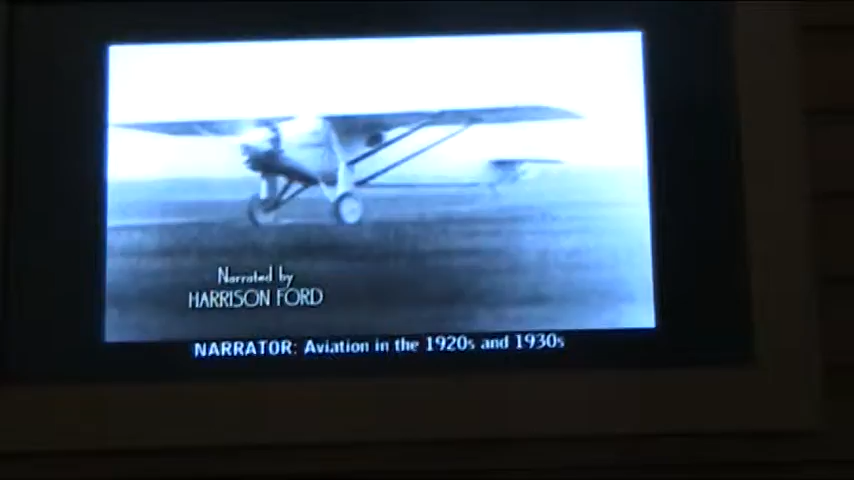 Narrated by
HARRISON FORD
NARRATOR: Aviation in the 1920s and 1930s